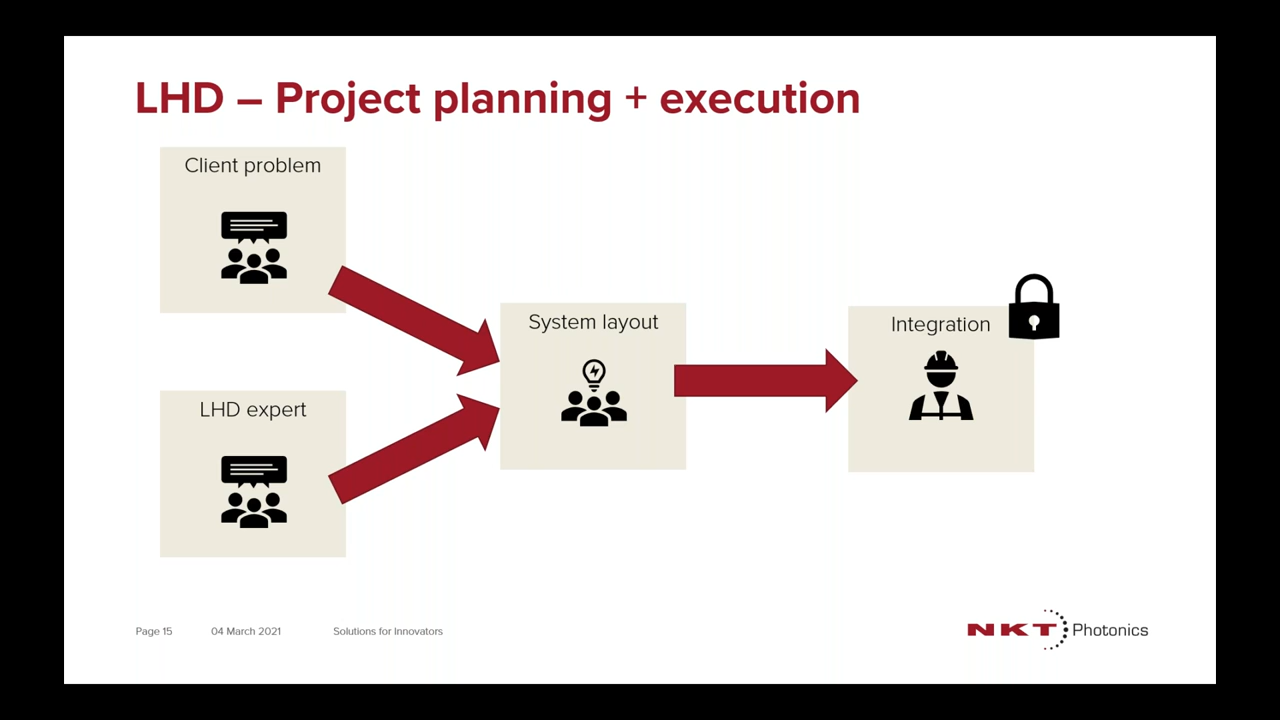 LHD – Project planning + execution
Client problem
LHD expert
System layout
Integration
Page 15 04 March 2021 Solutions for Innovators
NKT Photonics